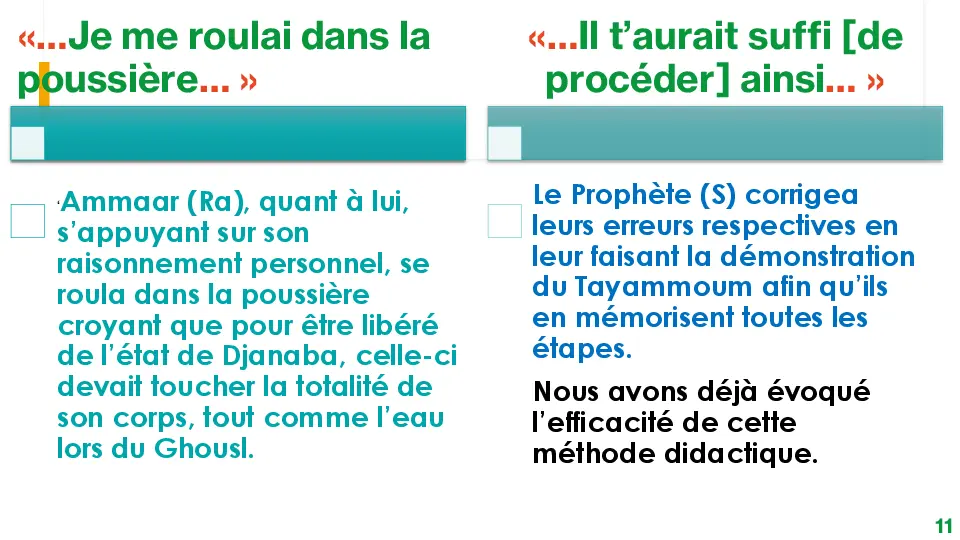 «...Je me roulai dans la
poussière... »
‘Ammaar (Ra), quant à lui,
s’appuyant sur son
raisonnement personnel, se
roula dans la poussière
croyant que pour être libéré
de l’état de Djanaba, celle-ci
devait toucher la totalité de
son corps, tout comme l’eau
lors du Ghousl.
«...Il t’aurait suffi [de
procéder] ainsi... »
Le Prophète (S) corrigea
leurs erreurs respectives en
leur faisant la démonstration
du Tayammoum afin qu’ils
en mémorisent toutes les
étapes.
Nous avons déjà évoqué
l’efficacité de cette
méthode didactique.
11